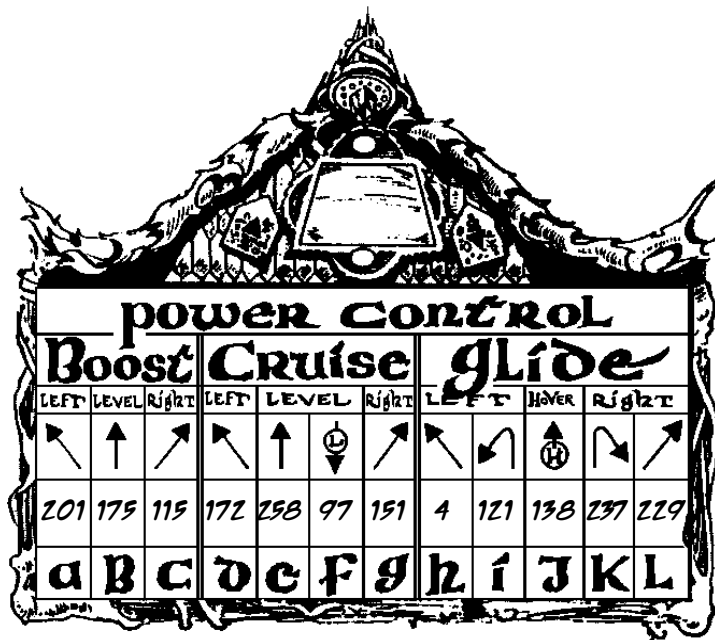 power control
Boost Cruise glide
Left Level Right Left Level Right Left Hover Right
L H
201 175 115 172 258 97 151 4 121 138 237 229
a B C d e F g h i J K L